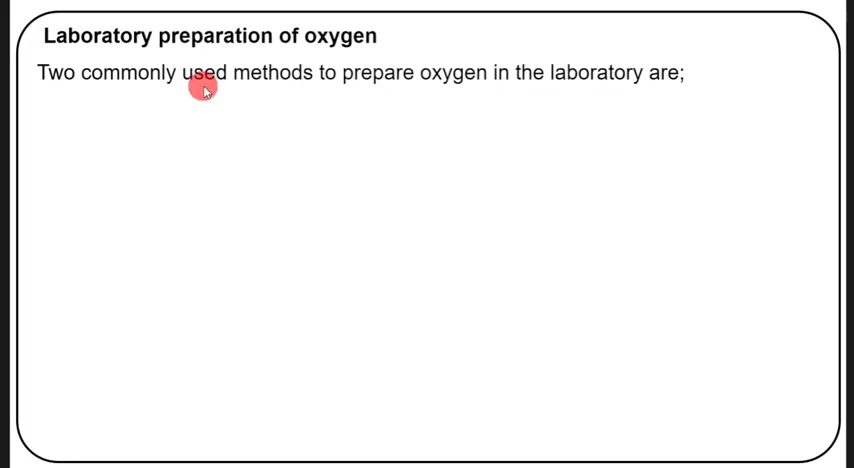 Laboratory preparation of oxygen
Two commonly used methods to prepare oxygen in the laboratory are;